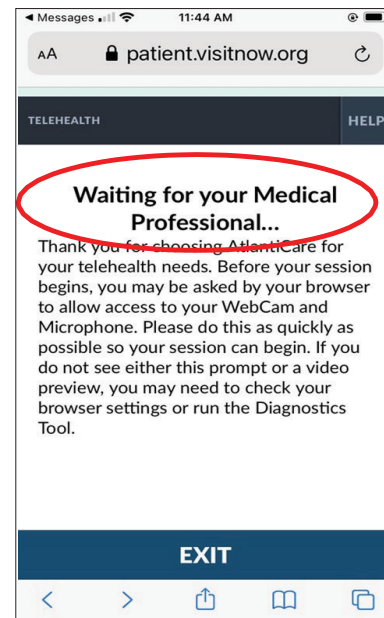 Messages 11:44 AM
AA patient.visitnow.org
TELEHEALTH HELP
Waiting for your Medical
Professional...
Thank you for choosing AtlantiCare for
your telehealth needs. Before your session
begins, you may be asked by your browser
to allow access to your WebCam and
Microphone. Please do this as quickly as
possible so your session can begin. If you
do not see either this prompt or a video
preview, you may need to check your
browser settings or run the Diagnostics
Tool.
EXIT